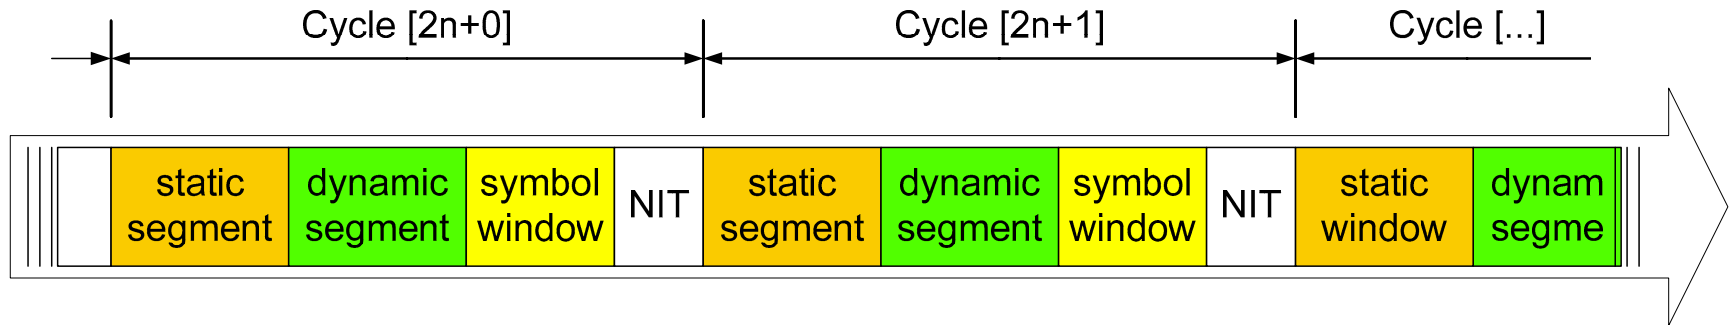 Cycle [2n+0] Cycle [2n+1] Cycle [...]
static dynamic symbol NIT static dynamic symbol NIT static dynam
segment segment window segment segment window window segme